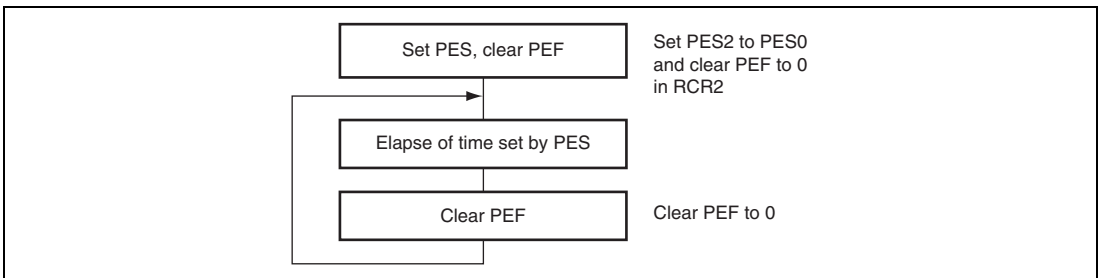 Set PES, clear PEF
Set PES2 to PES0
and clear PEF to 0
in RCR2
Elapse of time set by PES
Clear PEF
Clear PEF to 0